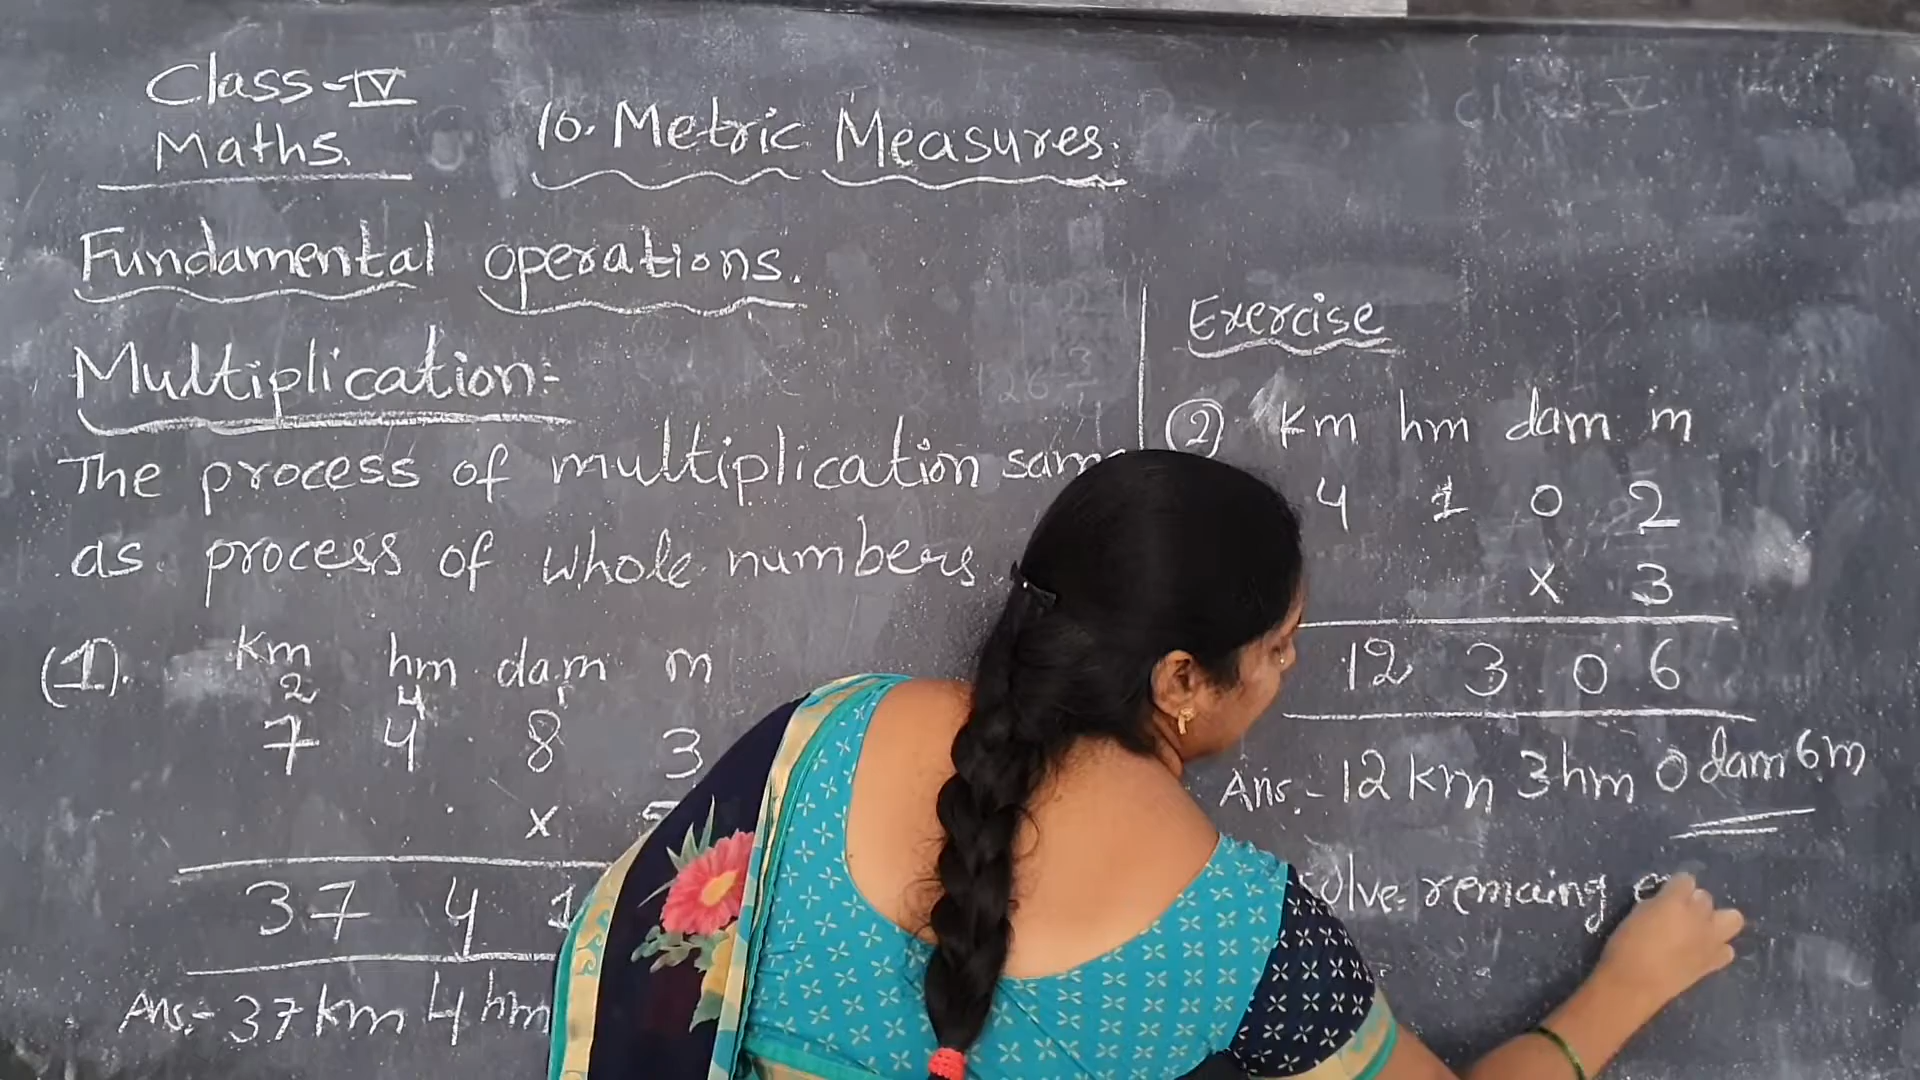 Class-IV
Maths.
10. Metric Measures.
Fundamental operations.
Multiplication:-
The process of multiplication same
as process of whole numbers
(1). km hm dam m
2 4 1
7 4 8 3
x
37 4 1
Ans:- 37 km 4 hm
Exercise
(2) km hm dam m
4 1 0 2
x 3
12 3 0 6
Ans:- 12 km 3 hm 0 dam 6 m
solve remaing